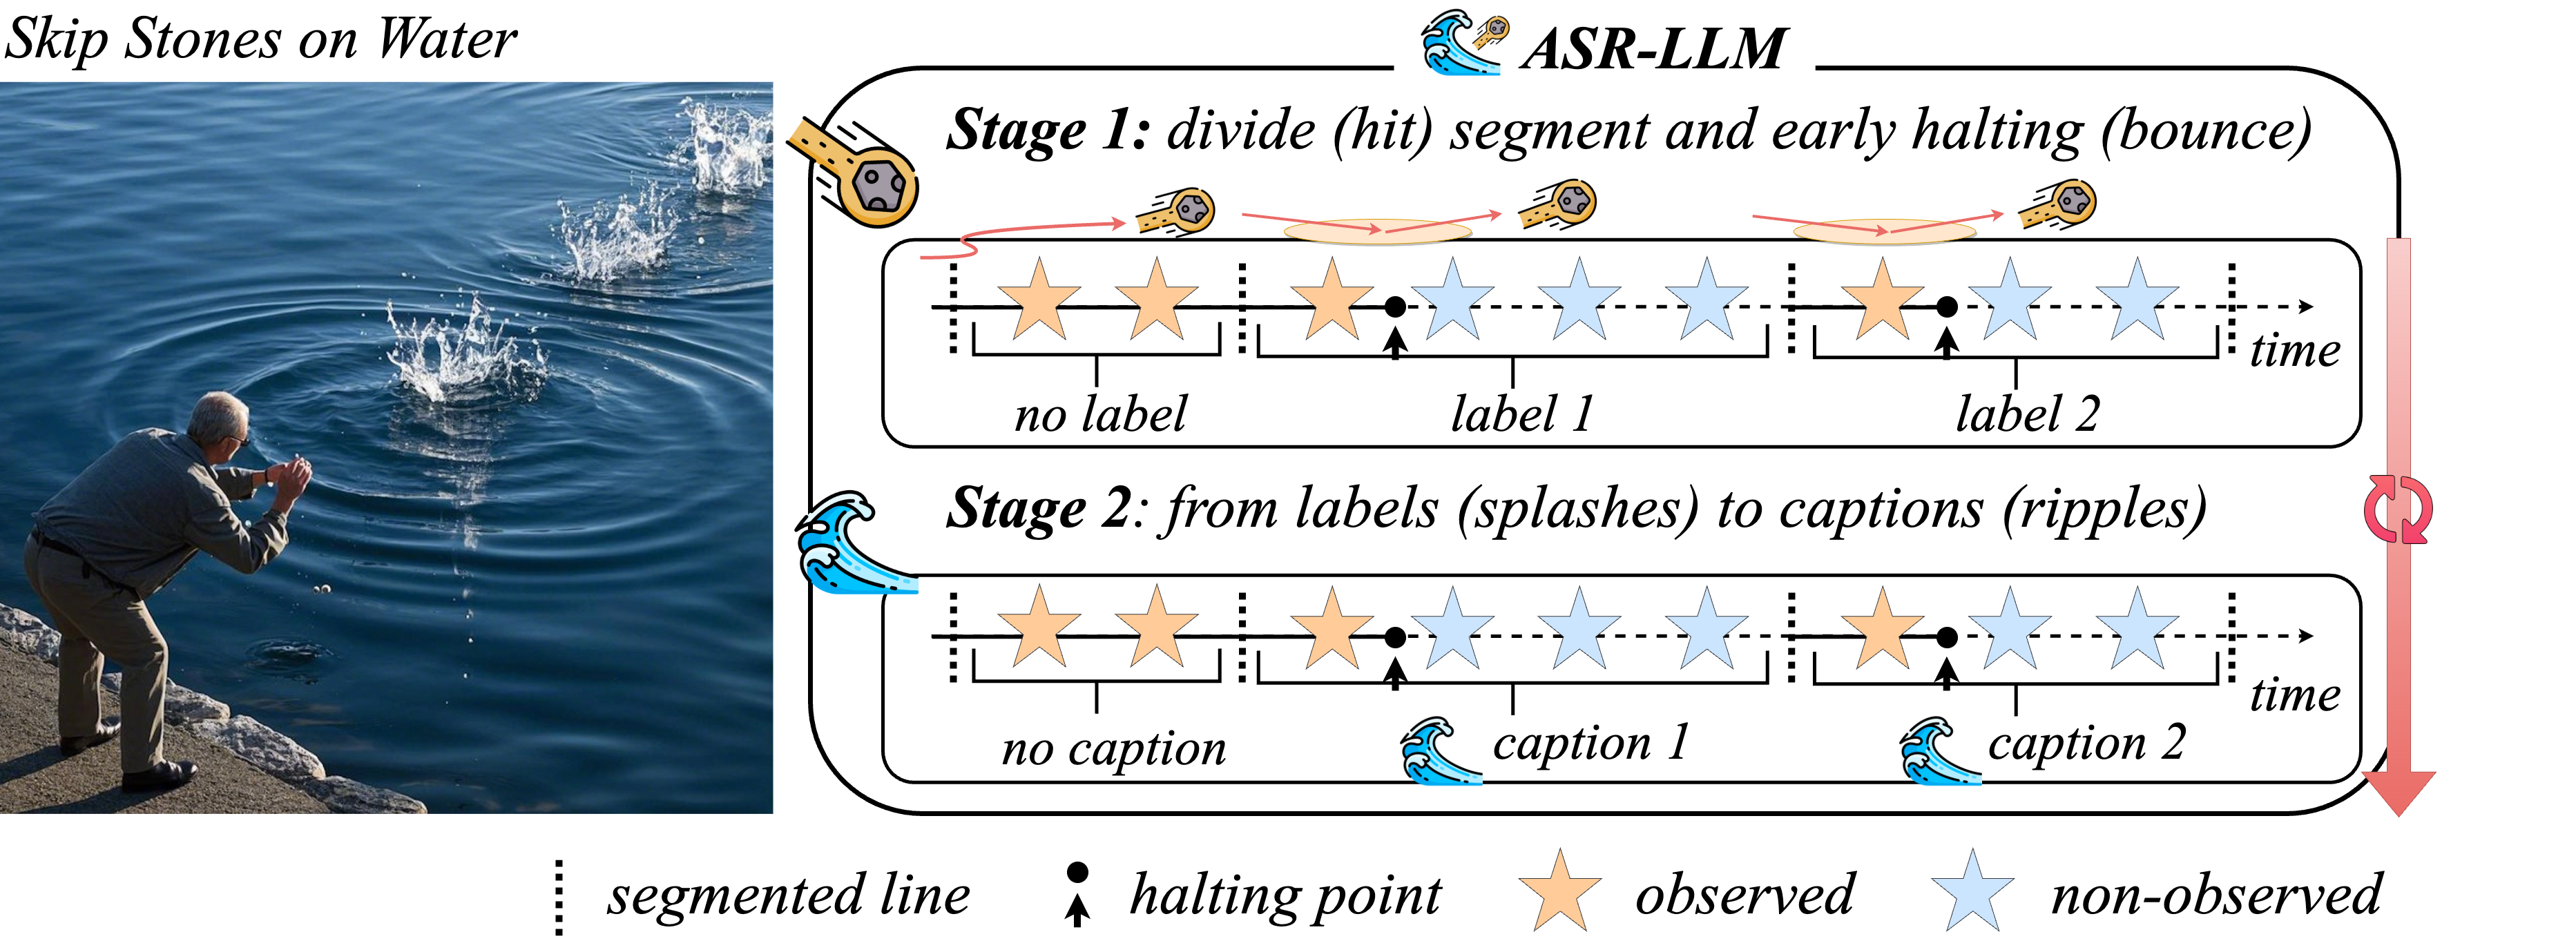 Skip Stones on Water
ASR-LLM
Stage 1: divide (hit) segment and early halting (bounce)
time
no label
label 1
label 2
Stage 2: from labels (splashes) to captions (ripples)
time
no caption
caption 1
caption 2
segmented line
halting point
observed
non-observed